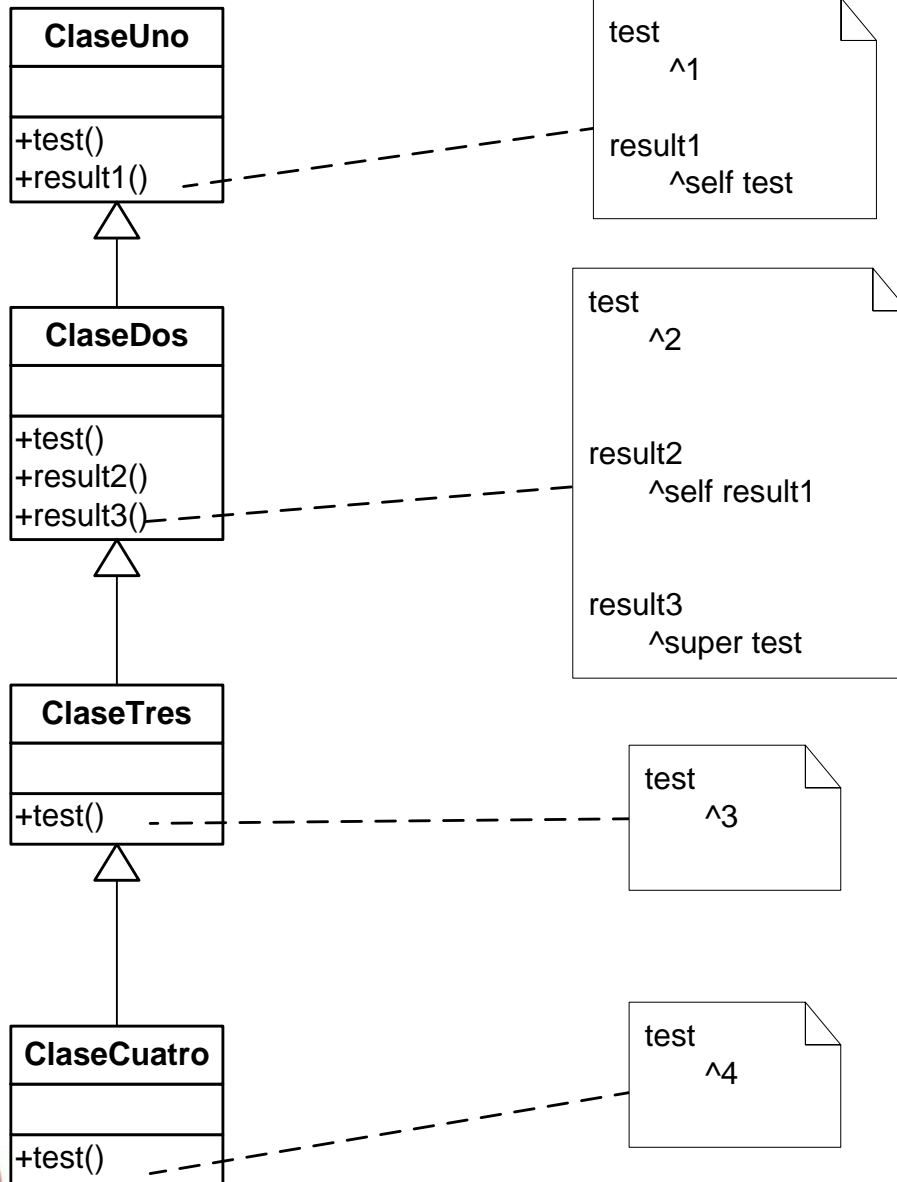 ClaseUno
+test()
+result1()
test
^1
result1
^self test
ClaseDos
+test()
+result2()
+result3()
test
^2
result2
^self result1
result3
^super test
ClaseTres
+test()
test
^3
ClaseCuatro
+test()
test
^4